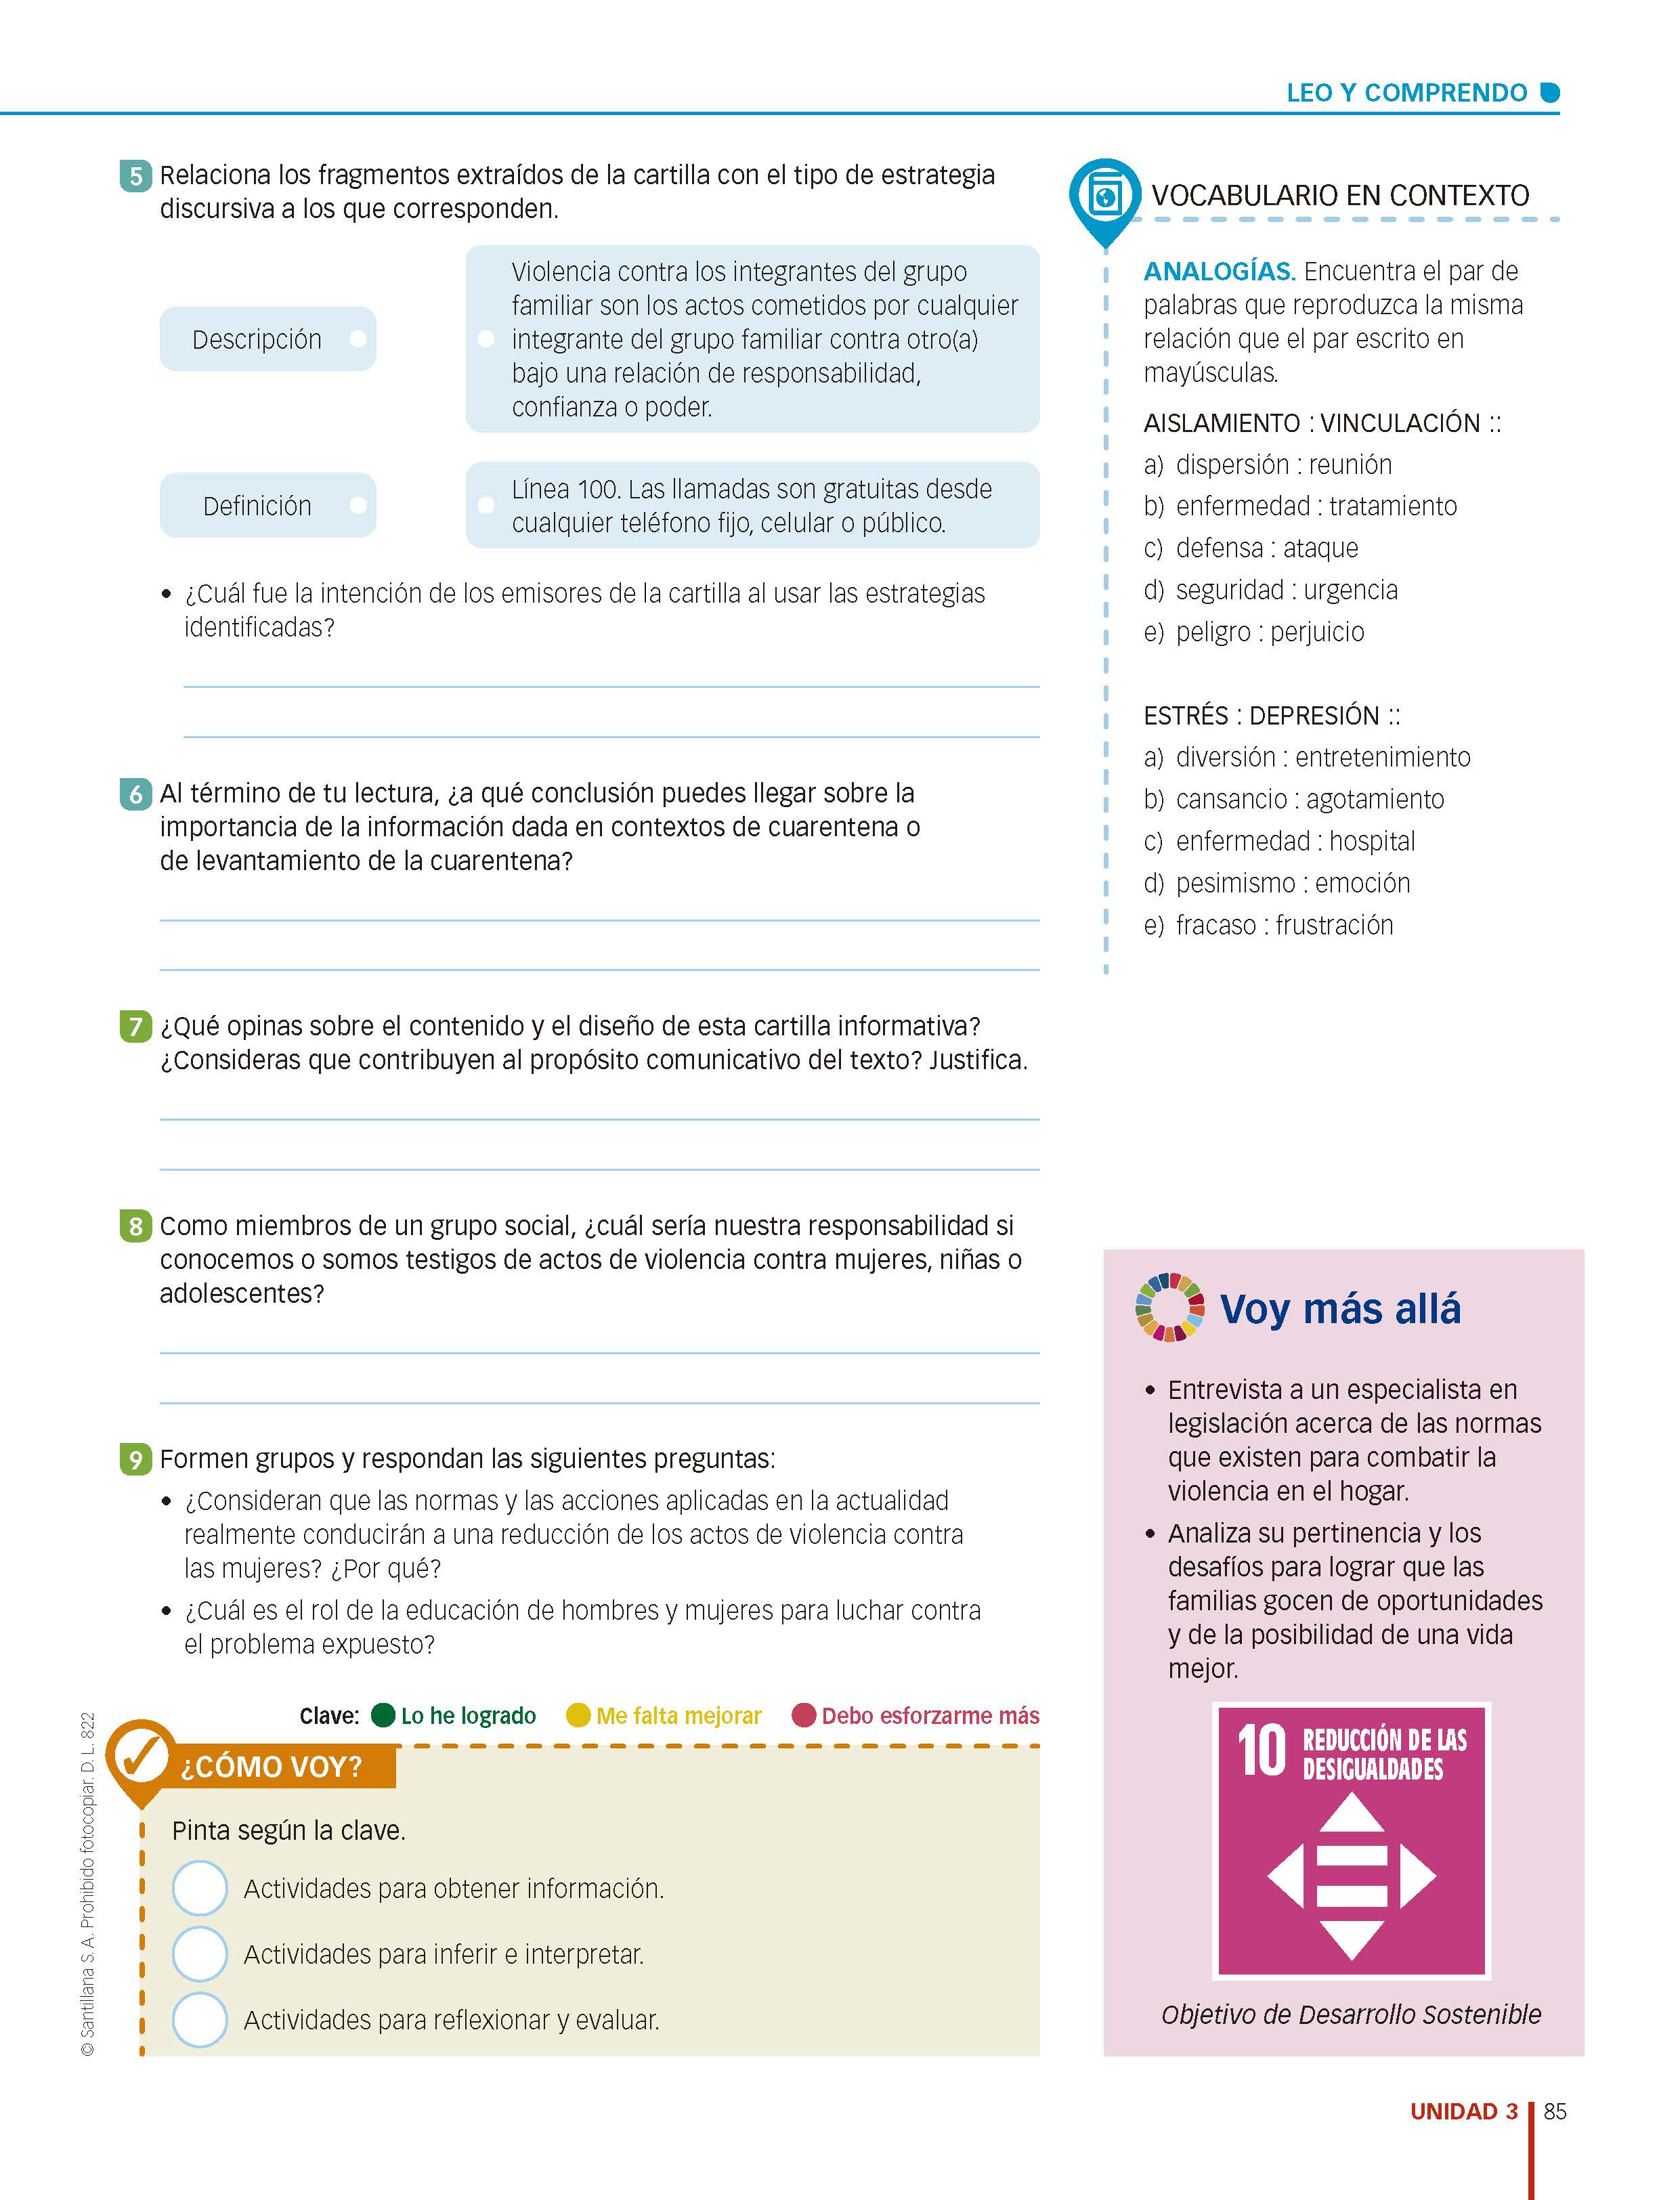 LEO Y COMPRENDO
5 Relaciona los fragmentos extraídos de la cartilla con el tipo de estrategia
discursiva a los que corresponden.
Descripción
Violencia contra los integrantes del grupo
familiar son los actos cometidos por cualquier
integrante del grupo familiar contra otro(a)
bajo una relación de responsabilidad,
confianza o poder.
Definición
Línea 100. Las llamadas son gratuitas desde
cualquier teléfono fijo, celular o público.
• ¿Cuál fue la intención de los emisores de la cartilla al usar las estrategias
identificadas?
6 Al término de tu lectura, ¿a qué conclusión puedes llegar sobre la
importancia de la información dada en contextos de cuarentena o
de levantamiento de la cuarentena?
7 ¿Qué opinas sobre el contenido y el diseño de esta cartilla informativa?
¿Consideras que contribuyen al propósito comunicativo del texto? Justifica.
8 Como miembros de un grupo social, ¿cuál sería nuestra responsabilidad si
conocemos o somos testigos de actos de violencia contra mujeres, niñas o
adolescentes?
9 Formen grupos y respondan las siguientes preguntas:
• ¿Consideran que las normas y las acciones aplicadas en la actualidad
realmente conducirán a una reducción de los actos de violencia contra
las mujeres? ¿Por qué?
• ¿Cuál es el rol de la educación de hombres y mujeres para luchar contra
el problema expuesto?
Clave: Lo he logrado Me falta mejorar Debo esforzarme más
¿CÓMO VOY?
Pinta según la clave.
Actividades para obtener información.
Actividades para inferir e interpretar.
Actividades para reflexionar y evaluar.
VOCABULARIO EN CONTEXTO
ANALOGÍAS. Encuentra el par de
palabras que reproduzca la misma
relación que el par escrito en
mayúsculas.
AISLAMIENTO : VINCULACIÓN ::
a) dispersión : reunión
b) enfermedad : tratamiento
c) defensa : ataque
d) seguridad : urgencia
e) peligro : perjuicio
ESTRÉS : DEPRESIÓN ::
a) diversión : entretenimiento
b) cansancio : agotamiento
c) enfermedad : hospital
d) pesimismo : emoción
e) fracaso : frustración
Voy más allá
• Entrevista a un especialista en
legislación acerca de las normas
que existen para combatir la
violencia en el hogar.
• Analiza su pertinencia y los
desafíos para lograr que las
familias gocen de oportunidades
y de la posibilidad de una vida
mejor.
10 REDUCCIÓN DE LAS
DESIGUALDADES
Objetivo de Desarrollo Sostenible
© Santillana S. A. Prohibido fotocopiar. D. L. 822
UNIDAD 3 85